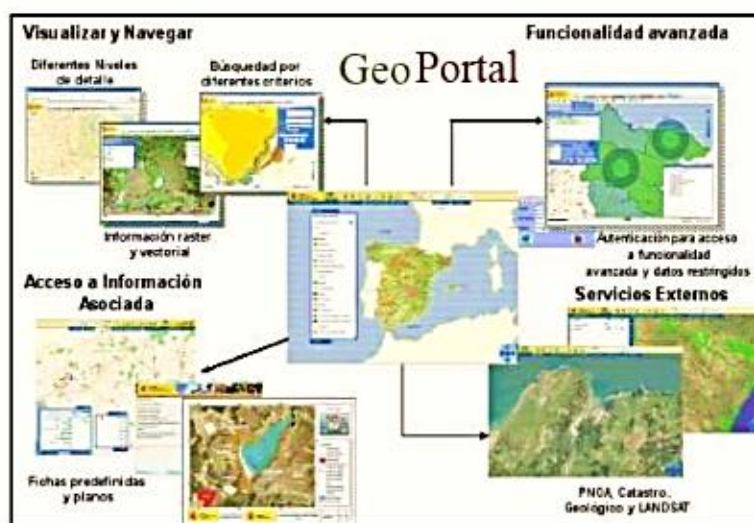 Visualizar y Navegar
Diferentes Niveles
de detalle
Búsquedad por
diferentes criterios
GeoPortal
Funcionalidad avanzada
Información raster
y vectorial
Autenticación para acceso
a funcionalidad
avanzada y datos restringidos
Acceso a Información
Asociada
Servicios Externos
Fichas predefinidas
y planos
PNOA, Catastro..
Geológico y LANDSAT